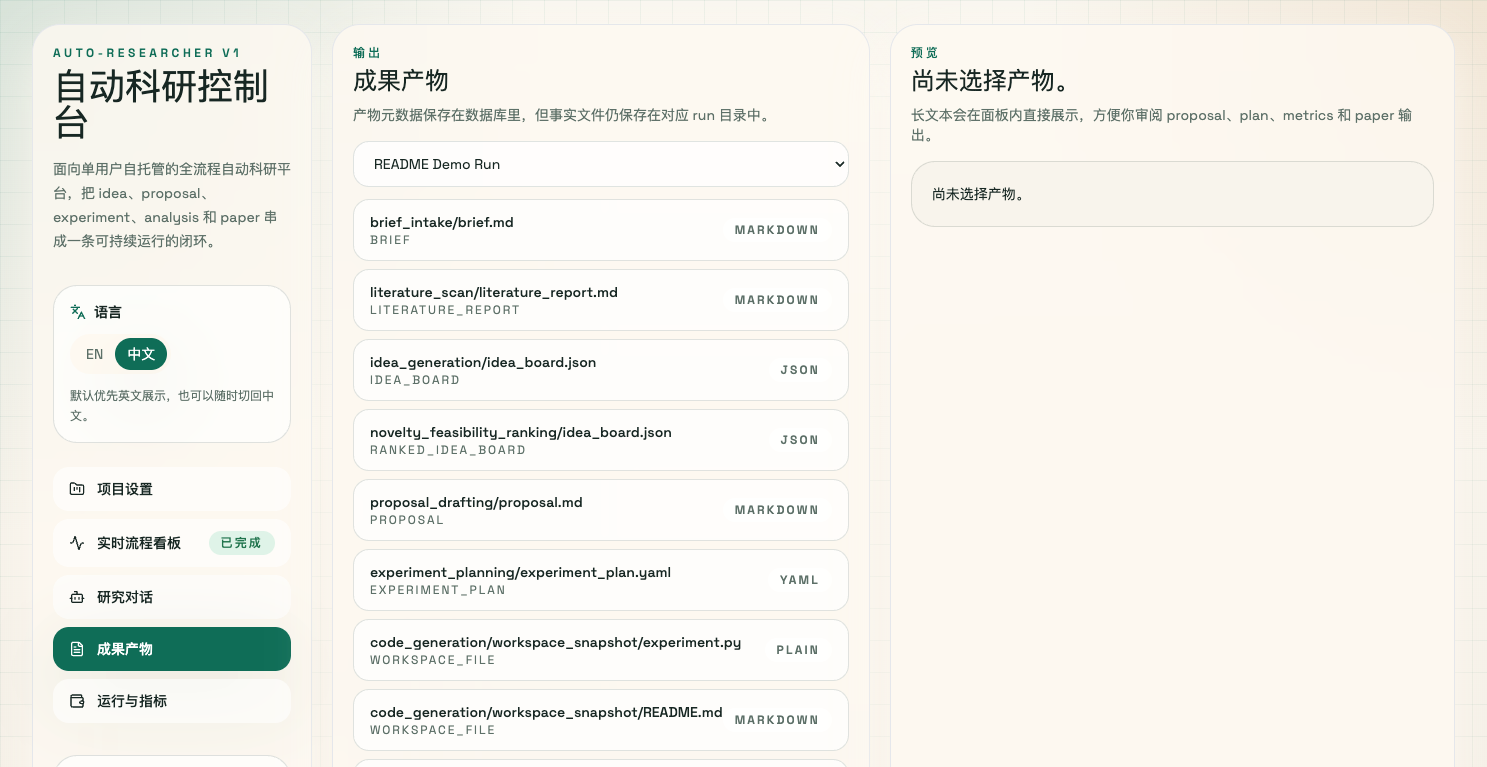 AUTO-RESEARCHER V1
自动科研控制
台
面向单用户自托管的全流程自动科研平
台，把 idea、proposal、
experiment、analysis 和 paper 串
成一条可持续运行的闭环。
语言
EN
中文
默认优先英文展示，也可以随时切回中
文。
项目设置
实时流程看板
已完成
研究对话
成果产物
运行与指标
输出
成果产物
产物元数据保存在数据库里，但事实文件仍保存在对应 run 目录中。
README Demo Run
brief_intake/brief.md
BRIEF
MARKDOWN
literature_scan/literature_report.md
LITERATURE_REPORT
MARKDOWN
idea_generation/idea_board.json
IDEA_BOARD
JSON
novelty_feasibility_ranking/idea_board.json
RANKED_IDEA_BOARD
JSON
proposal_drafting/proposal.md
PROPOSAL
MARKDOWN
experiment_planning/experiment_plan.yaml
EXPERIMENT_PLAN
YAML
code_generation/workspace_snapshot/experiment.py
WORKSPACE_FILE
PLAIN
code_generation/workspace_snapshot/README.md
WORKSPACE_FILE
MARKDOWN
预览
尚未选择产物。
长文本会在面板内直接展示，方便你审阅 proposal、plan、metrics 和 paper 输
出。
尚未选择产物。